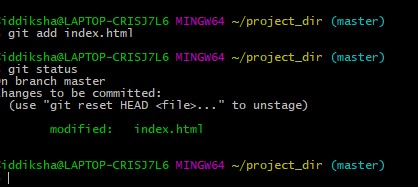 iddiksha@LAPTOP-CRISJ7L6 MINGW64 ~/project_dir (master)
git add index.html
iddiksha@LAPTOP-CRISJ7L6 MINGW64 ~/project_dir (master)
git status
n branch master
hanges to be committed:
(use "git reset HEAD <file>..." to unstage)
modified: index.html
iddiksha@LAPTOP-CRISJ7L6 MINGW64 ~/project_dir (master)